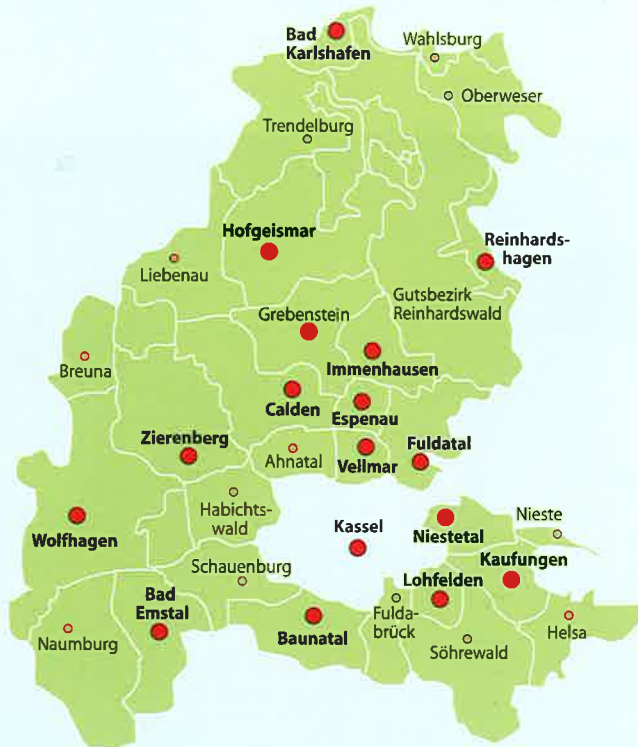 Bad
Karlshafen
Wahlsburg
Oberweser
Trendelburg
Hofgeismar
Reinhards-
hagen
Liebenau
Gutsbezirk
Reinhardswald
Grebenstein
Breuna
Immenhausen
Calden
Espenau
Zierenberg
Ahnatal
Vellmar
Fuldatal
Habichts-
wald
Wolfhagen
Kassel
Niestetal
Nieste
Schauenburg
Kaufungen
Lohfelden
Bad
Emstal
Naumburg
Baunatal
Fulda-
brück
Söhrewald
Helsa